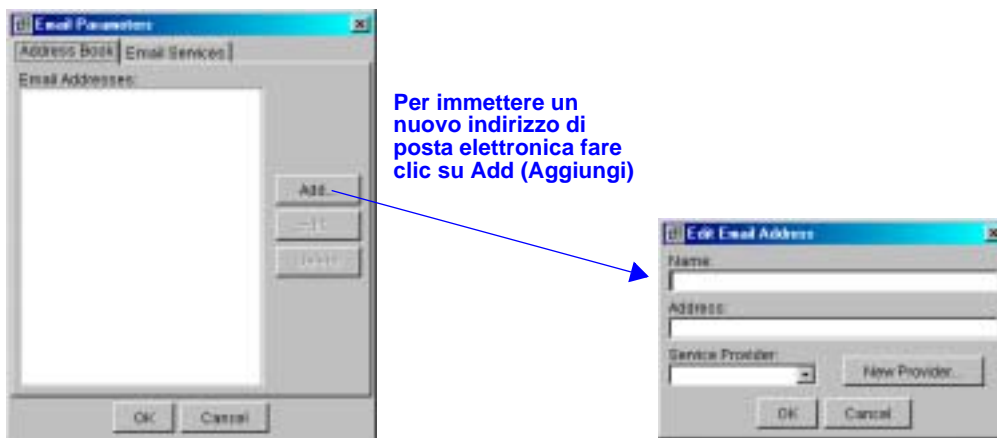 Email Parameters
Address Book
Email Services
Email Addresses:
Add...
OK
Cancel
Per immettere un
nuovo indirizzo di
posta elettronica fare
clic su Add (Aggiungi)
Edit Email Address
Name:
Address:
Service Provider:
New Provider...
OK
Cancel